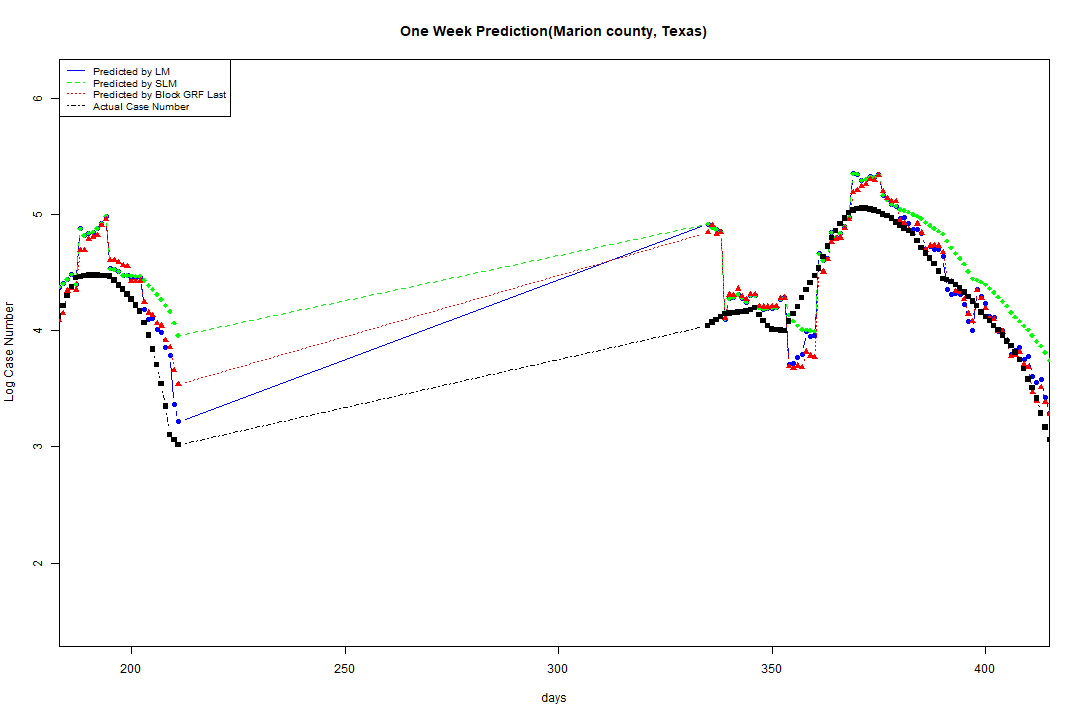 One Week Prediction(Marion county, Texas)
Predicted by LM
Predicted by SLM
Predicted by Block GRF Last
Actual Case Number
6
5
4
3
2
Log Case Number
200
250
300
350
400
days